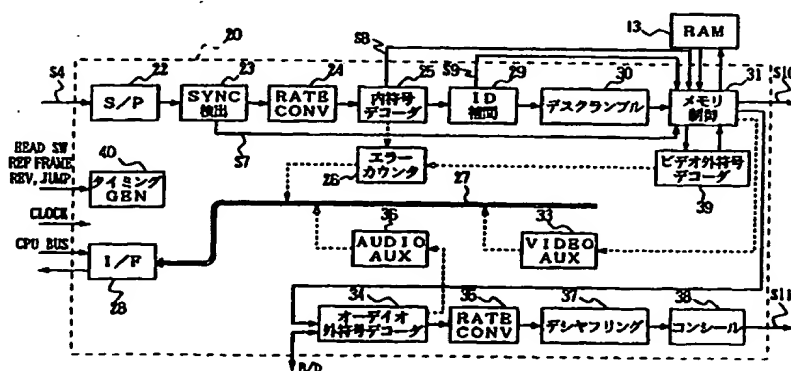 20
S4
22
S/P
23
SYNC
検出
24
RATE
CONV
S8
25
内符号
デコーダ
S9
29
ID
補間
30
デスクランブル
13
RAM
31
メモリ
制御
S10
S7
HEAD SW
REF FRAME
REV, JUMP
40
タイミング
GEN
エラー
カウンタ
26
ビデオ外符号
デコーダ
39
CLOCK
CPU BUS
I/F
28
27
36
AUDIO
AUX
33
VIDEO
AUX
34
オーデイオ
外符号デコーダ
RATE
CONV
37
デシヤフリング
38
コンシール
S11
R/D